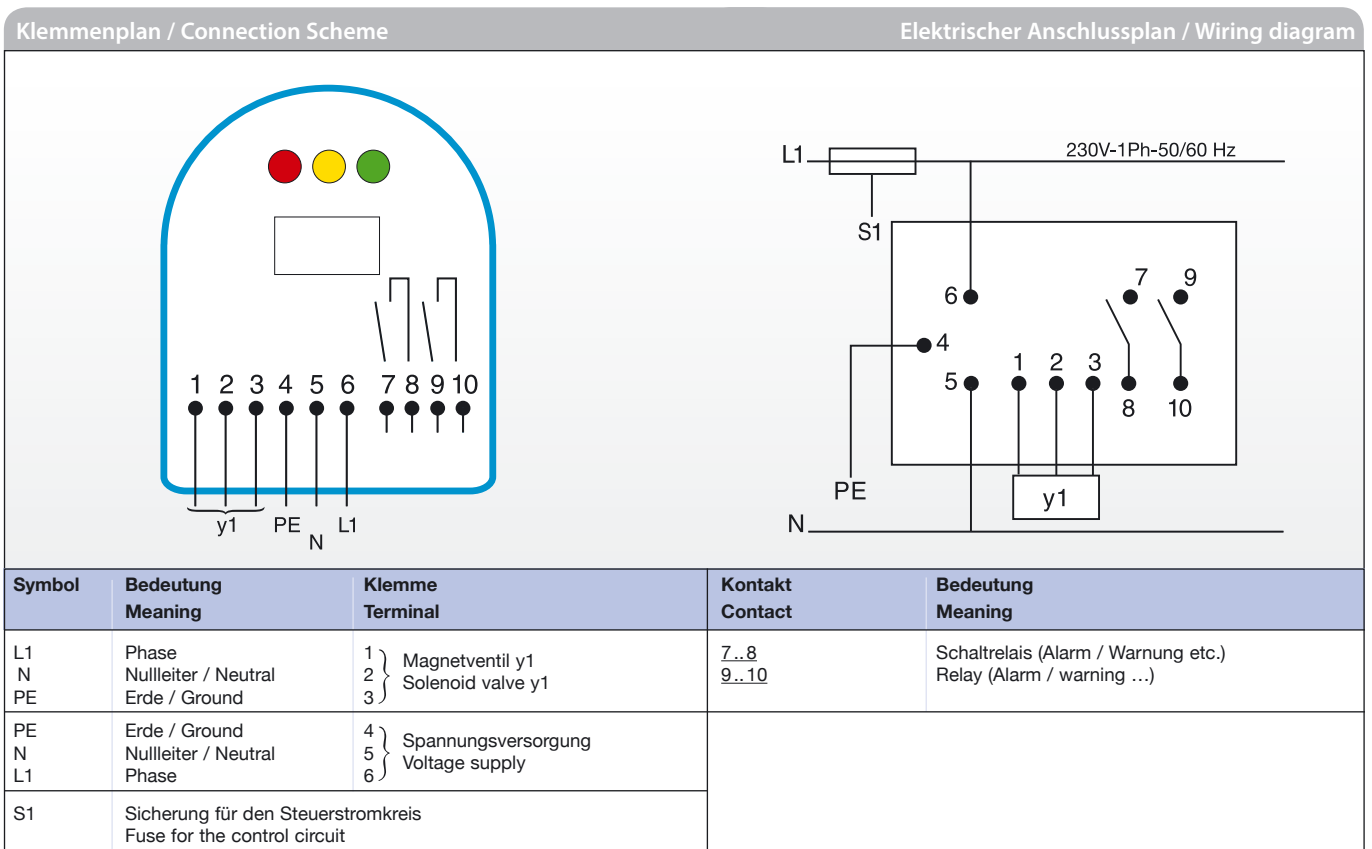 Klemmenplan / Connection Scheme
Elektrischer Anschlussplan / Wiring diagram
1 2 3 4 5 6 7 8 9 10
y1 PE N L1
L1 230V-1Ph-50/60 Hz
S1
7 9
6
4
1 2 3
5
8 10
PE
y1
N
Symbol Bedeutung Klemme Kontakt Bedeutung
Meaning Terminal Contact Meaning
L1 Phase 1
N Nullleiter / Neutral 2
PE Erde / Ground 3
Magnetventil y1
Solenoid valve y1
7..8 Schaltrelais (Alarm / Warnung etc.)
9..10 Relay (Alarm / warning …)
PE Erde / Ground 4
N Nullleiter / Neutral 5
L1 Phase 6
Spannungsversorgung
Voltage supply
S1 Sicherung für den Steuerstromkreis
Fuse for the control circuit